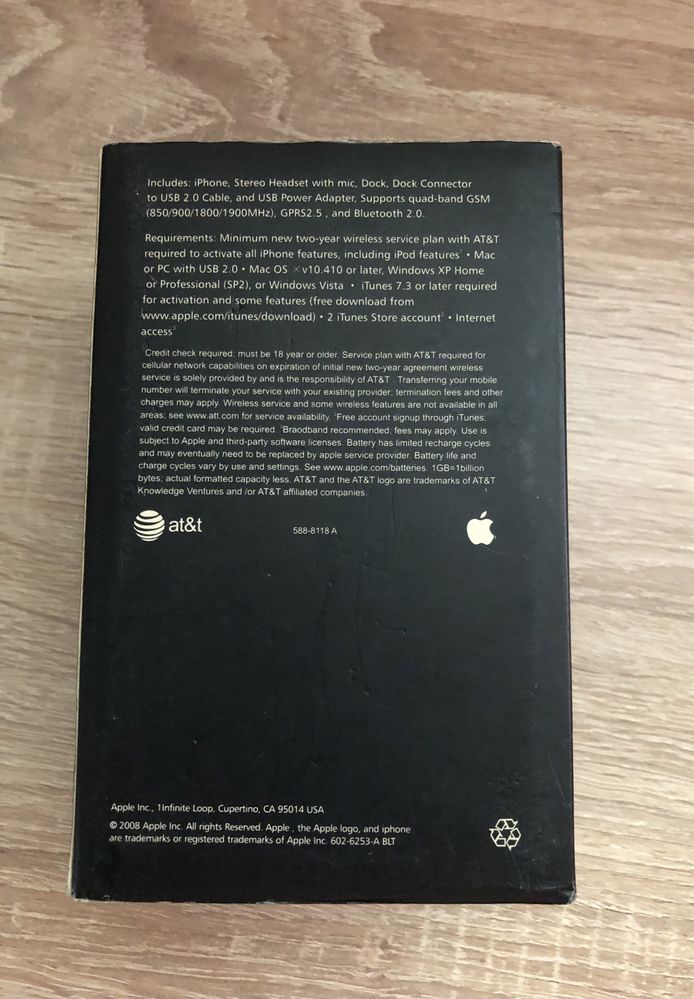 Includes: iPhone, Stereo Headset with mic, Dock, Dock Connector
to USB 2.0 Cable, and USB Power Adapter, Supports quad-band GSM
(850/900/1800/1900MHz), GPRS2.5 , and Bluetooth 2.0.
Requirements: Minimum new two-year wireless service plan with AT&T
required to activate all iPhone features, including iPod features¹ • Mac
or PC with USB 2.0 • Mac OS ×v10.410 or later, Windows XP Home
or Professional (SP2), or Windows Vista • iTunes 7.3 or later required
for activation and some features (free download from
www.apple.com/itunes/download) • 2 iTunes Store account² • Internet
access³
¹Credit check required; must be 18 year or older. Service plan with AT&T required for
cellular network capabilities on expiration of initial new two-year agreement wireless
service is solely provided by and is the responsibility of AT&T . Transferring your mobile
number will terminate your service with your existing provider; termination fees and other
charges may apply. Wireless service and some wireless features are not available in all
areas; see www.att.com for service availability. ²Free account signup through iTunes;
valid credit card may be required. ³Braodband recommended; fees may apply. Use is
subject to Apple and third-party software licenses. Battery has limited recharge cycles
and may eventually need to be replaced by apple service provider. Battery life and
charge cycles vary by use and settings. See www.apple.com/batteries. 1GB=1billion
bytes; actual formatted capacity less. AT&T and the AT&T logo are trademarks of AT&T
Knowledge Ventures and /or AT&T affiliated companies.
at&t 588-8118 A
Apple Inc., 1Infinite Loop, Cupertino, CA 95014 USA
© 2008 Apple Inc. All rights Reserved. Apple , the Apple logo, and iphone
are trademarks or registered trademarks of Apple Inc. 602-6253-A BLT